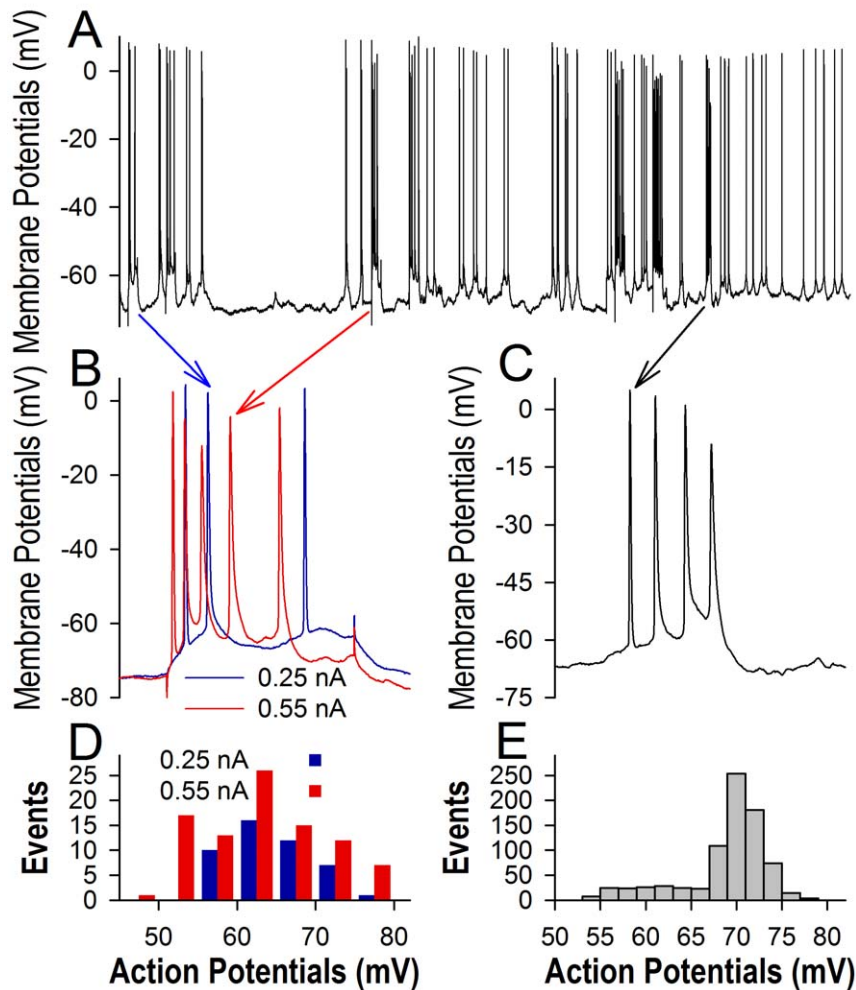 A
Membrane Potentials (mV)
0
-20
-40
-60
B
Membrane Potentials (mV)
0
-20
-40
-60
-80
0.25 nA
0.55 nA
C
Membrane Potentials (mV)
0
-15
-30
-45
-60
-75
D
0.25 nA
0.55 nA
Events
25
20
15
10
5
0
50 60 70 80
Action Potentials (mV)
E
Events
250
200
150
100
50
0
50 55 60 65 70 75 80
Action Potentials (mV)